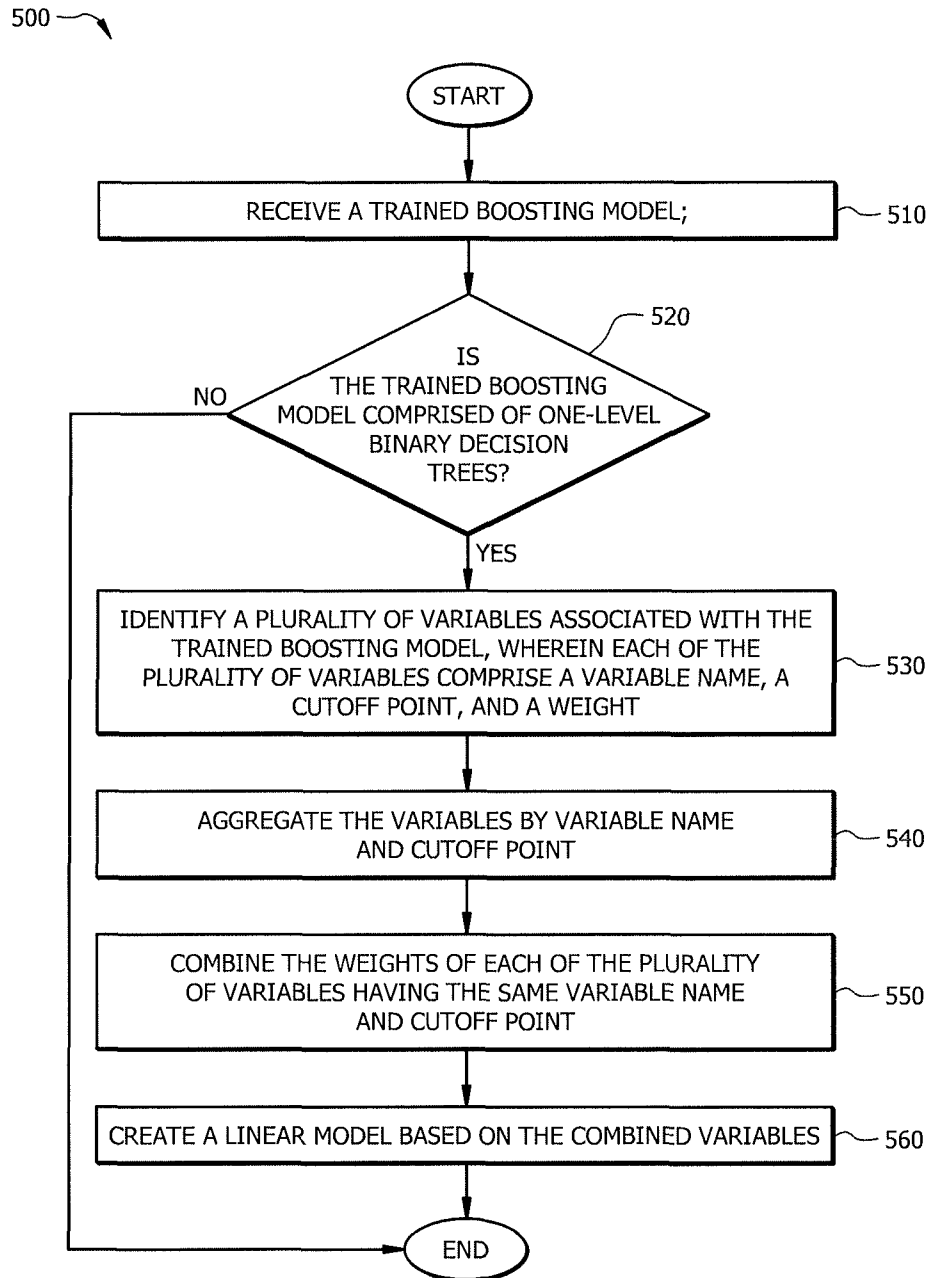 500
START
RECEIVE A TRAINED BOOSTING MODEL;
510
520
IS
THE TRAINED BOOSTING
MODEL COMPRISED OF ONE-LEVEL
BINARY DECISION
TREES?
NO
YES
IDENTIFY A PLURALITY OF VARIABLES ASSOCIATED WITH THE
TRAINED BOOSTING MODEL, WHEREIN EACH OF THE
PLURALITY OF VARIABLES COMPRISE A VARIABLE NAME, A
CUTOFF POINT, AND A WEIGHT
530
AGGREGATE THE VARIABLES BY VARIABLE NAME
AND CUTOFF POINT
540
COMBINE THE WEIGHTS OF EACH OF THE PLURALITY
OF VARIABLES HAVING THE SAME VARIABLE NAME
AND CUTOFF POINT
550
CREATE A LINEAR MODEL BASED ON THE COMBINED VARIABLES
560
END